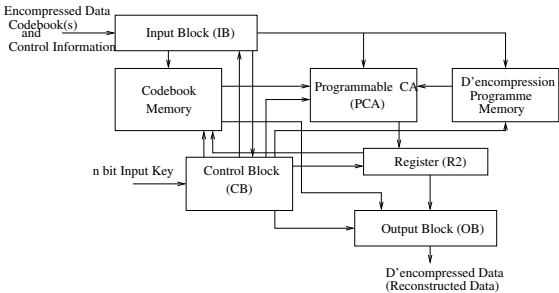 Encompressed Data
Codebook(s)
and
Control Information
Input Block (IB)
Codebook
Memory
Programmable CA
(PCA)
D'encompression
Programme
Memory
n bit Input Key
Control Block
(CB)
Register (R2)
Output Block (OB)
D'encompressed Data
(Reconstructed Data)